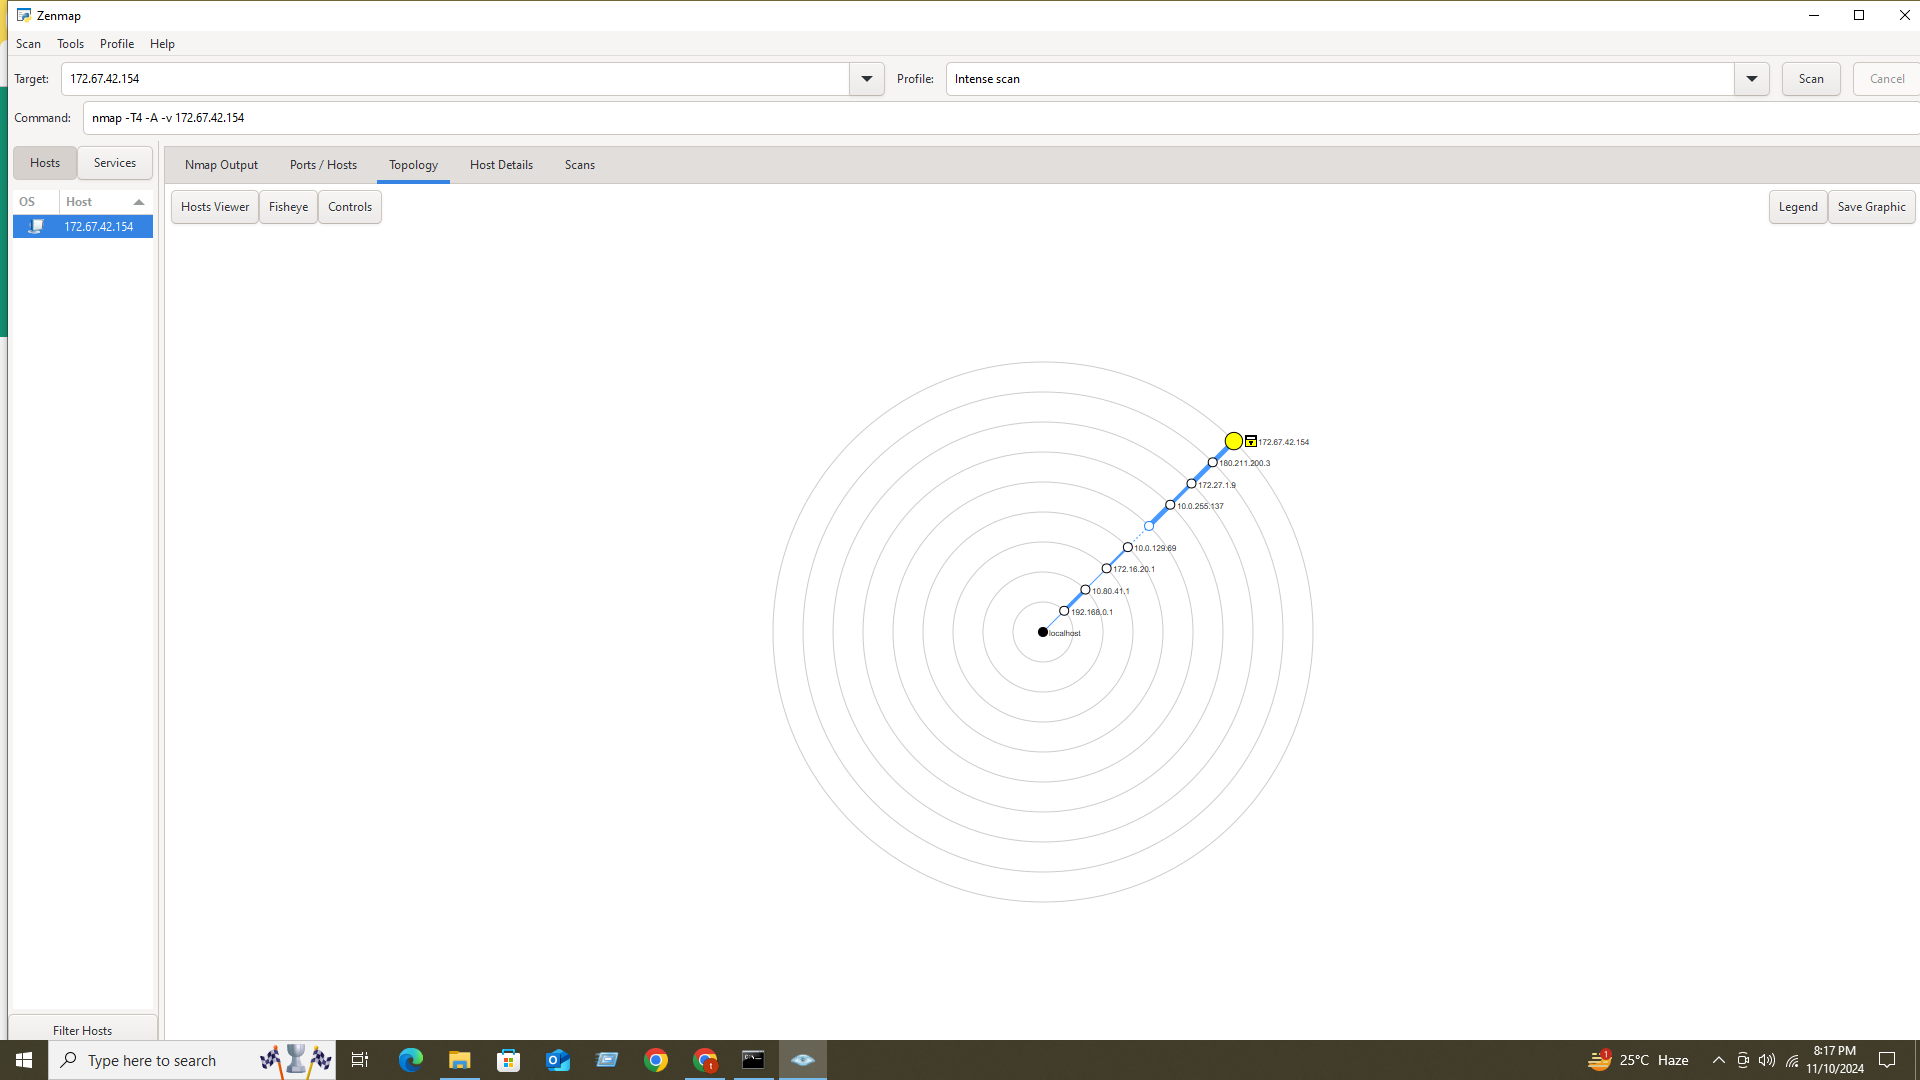 Zenmap
Scan Tools Profile Help
Target: 172.67.42.154 Profile: Intense scan Scan Cancel
Command: nmap -T4 -A -v 172.67.42.154
Hosts Services Nmap Output Ports / Hosts Topology Host Details Scans
OS Host Hosts Viewer Fisheye Controls Legend Save Graphic
172.67.42.154
172.67.42.154
180.211.200.3
172.27.1.9
10.0.255.137
10.0.129.69
172.16.20.1
10.80.41.1
192.168.0.1
localhost
Filter Hosts
Type here to search 1 25°C Haze 8:17 PM
11/10/2024